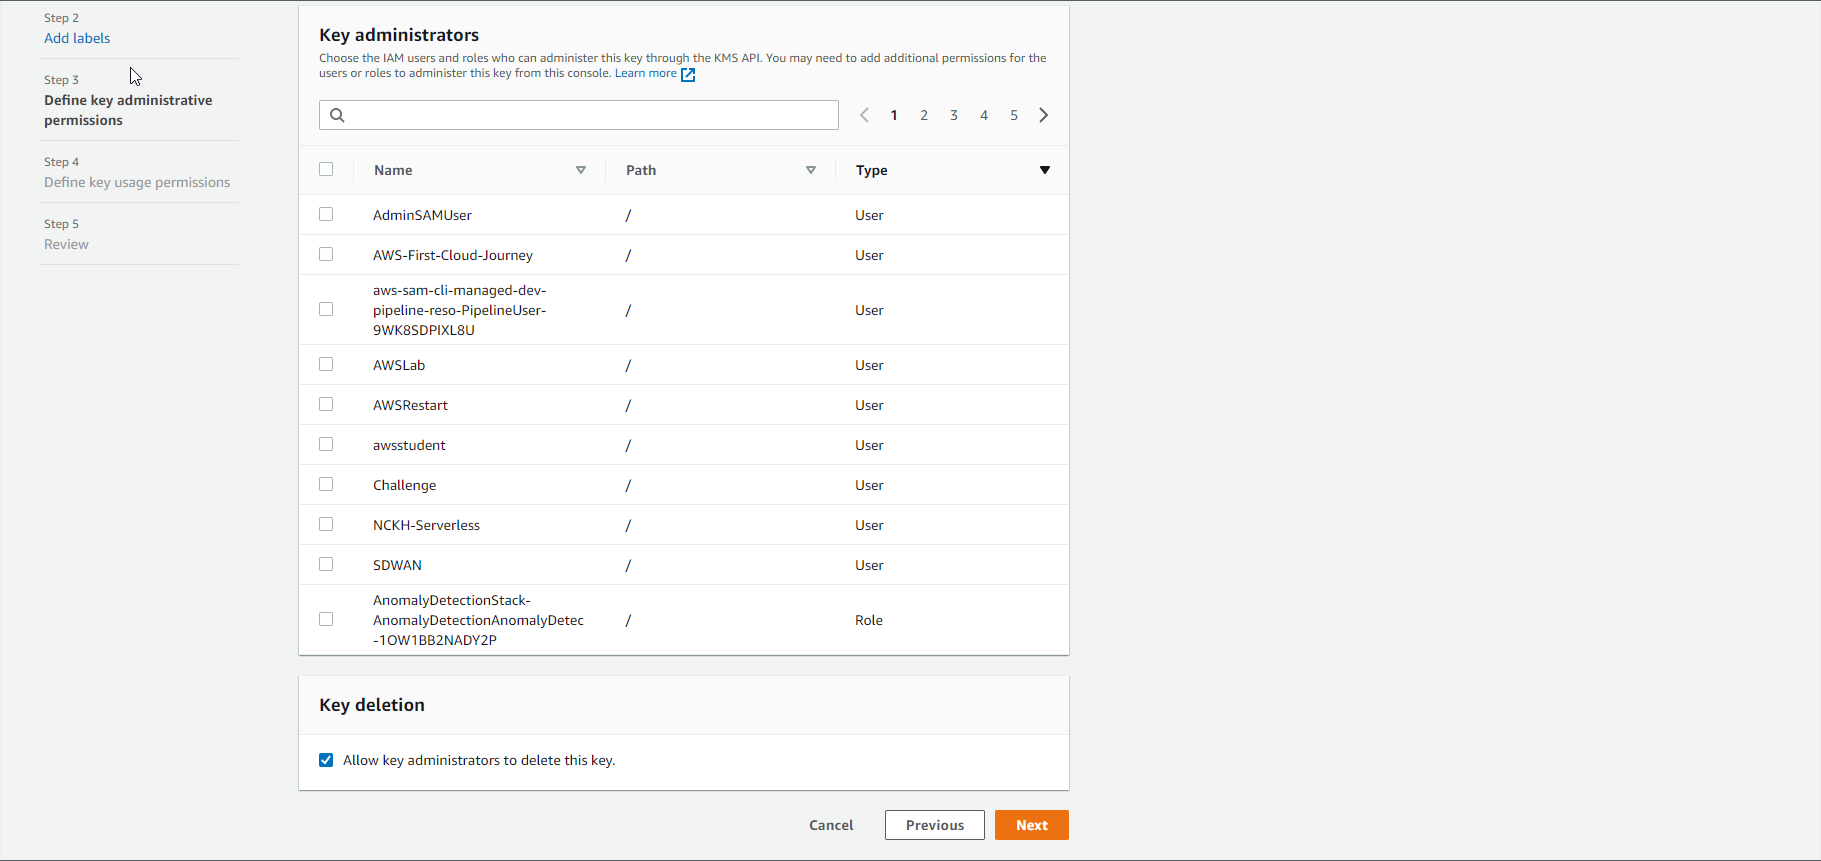 Step 2
Add labels
Step 3
Define key administrative
permissions
Step 4
Define key usage permissions
Step 5
Review
Key administrators
Choose the IAM users and roles who can administer this key through the KMS API. You may need to add additional permissions for the
users or roles to administer this key from this console. Learn more
1 2 3 4 5
Name Path Type
AdminSAMUser / User
AWS-First-Cloud-Journey / User
aws-sam-cli-managed-dev-
pipeline-reso-PipelineUser- / User
9WK8SDPIXL8U
AWSLab / User
AWSRestart / User
awsstudent / User
Challenge / User
NCKH-Serverless / User
SDWAN / User
AnomalyDetectionStack-
AnomalyDetectionAnomalyDetec / Role
-1OW1BB2NADY2P
Key deletion
Allow key administrators to delete this key.
Cancel Previous Next